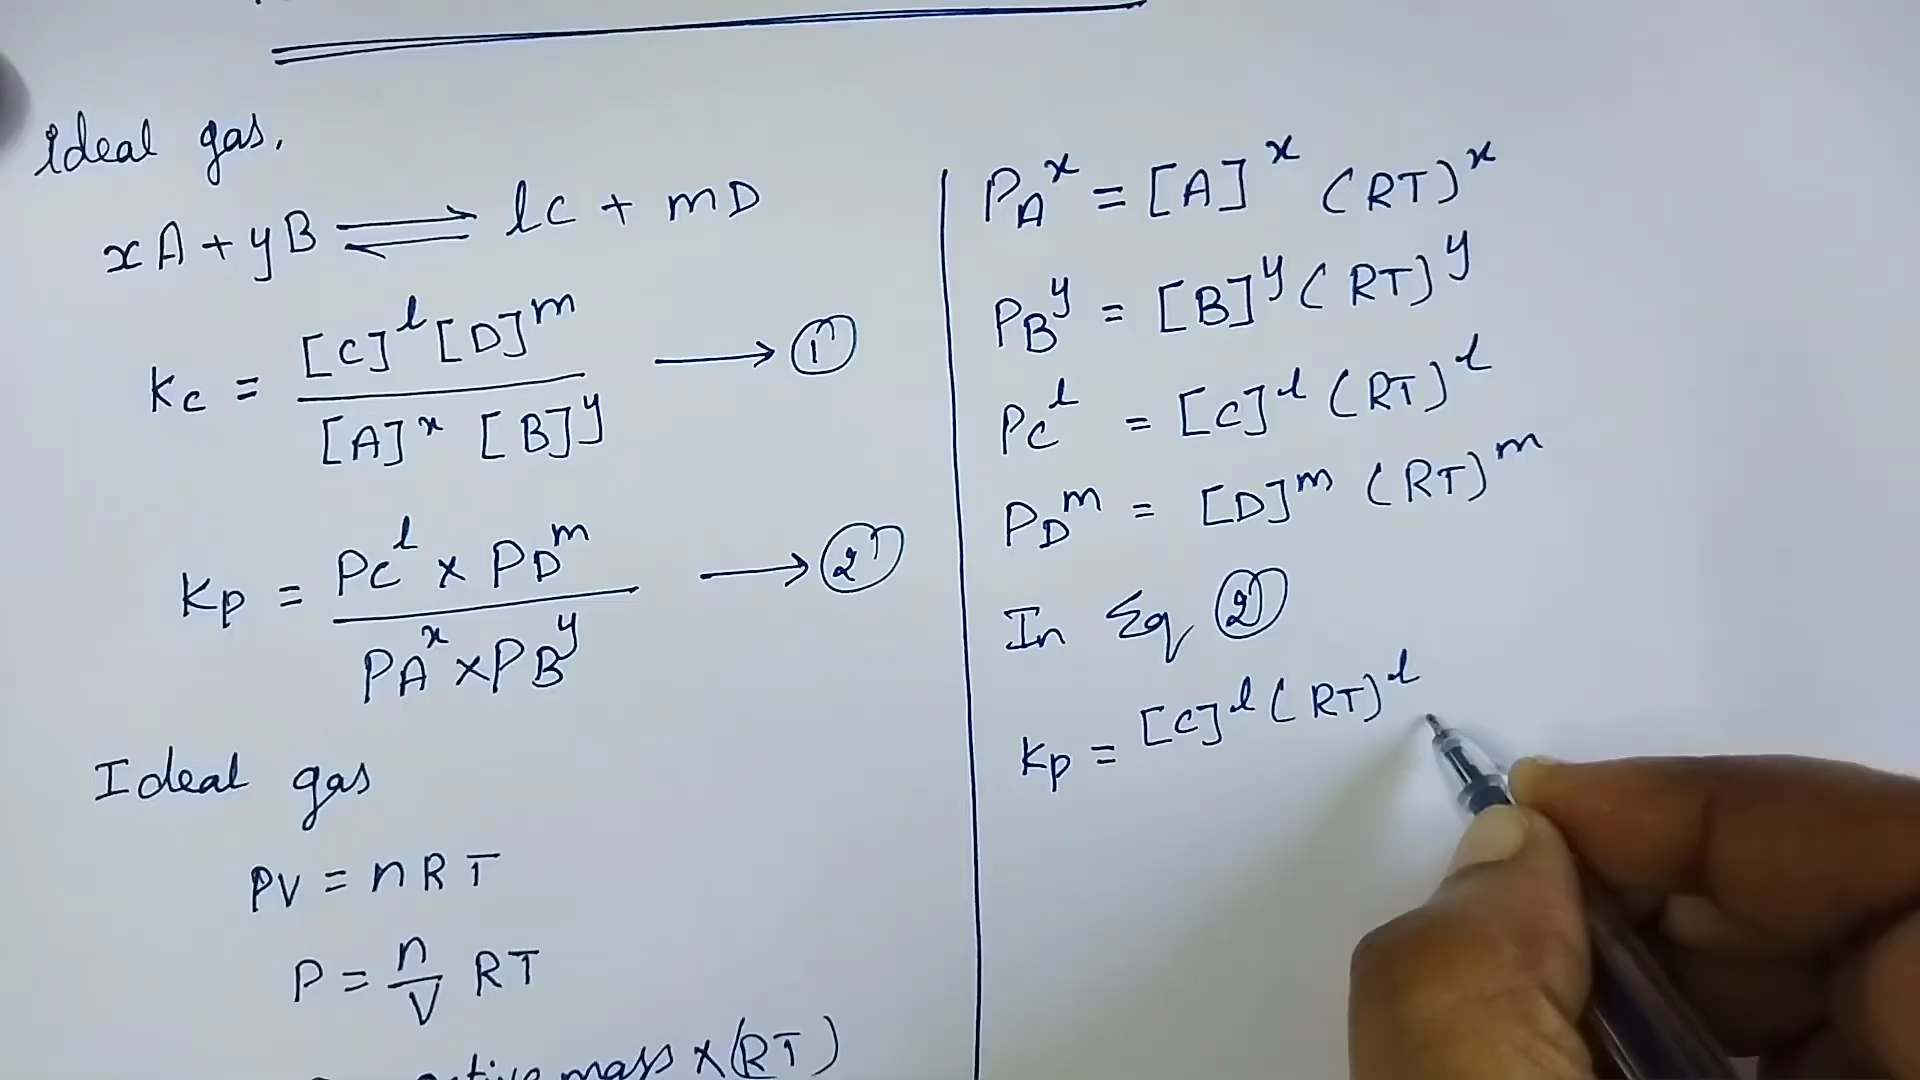 Ideal gas.
xA + yB ⇌ lC + mD
Kc = [C]^l [D]^m / [A]^x [B]^y → ①
Kp = PC^l × PD^m / PA^x × PB^y → ②
Ideal gas
PV = nRT
P = n/V RT
active mass × (RT)
PA^x = [A]^x (RT)^x
PB^y = [B]^y (RT)^y
PC^l = [C]^l (RT)^l
PD^m = [D]^m (RT)^m
In Eq ②
Kp = [C]^l (RT)^l